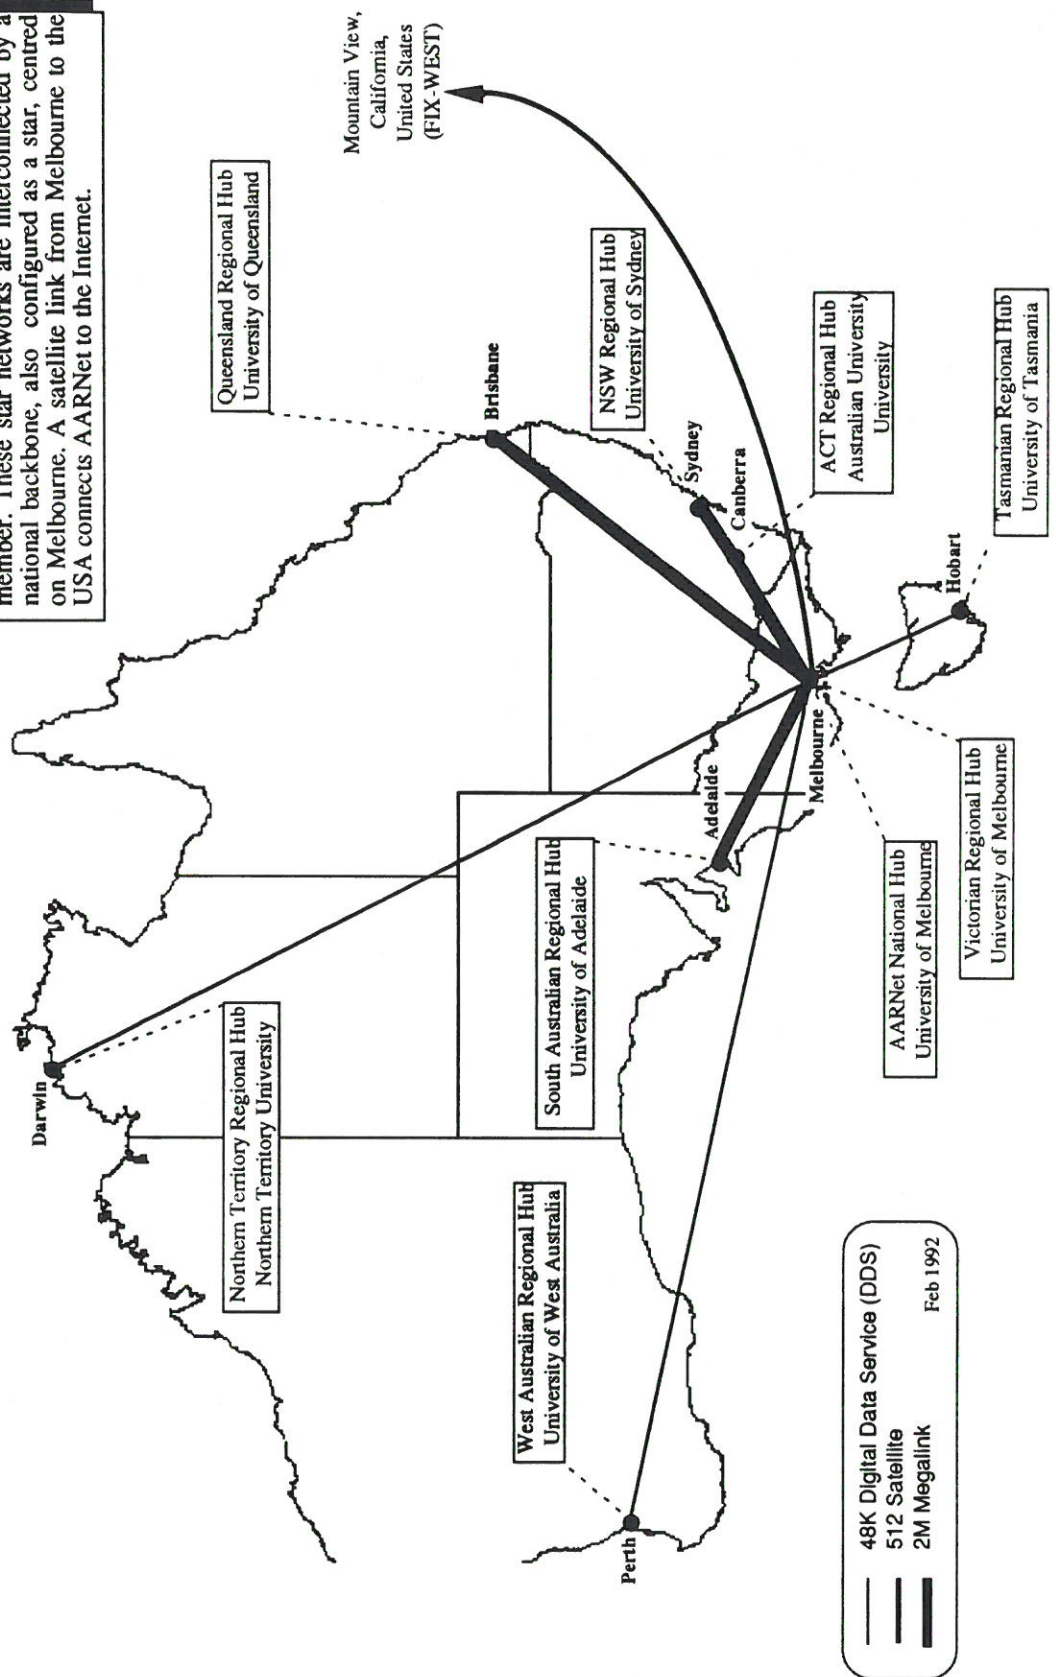 member. These star networks are interconnected by a
national backbone, also configured as a star, centred
on Melbourne. A satellite link from Melbourne to the
USA connects AARNet to the Internet.
Mountain View,
California,
United States
(FIX-WEST)
Queensland Regional Hub
University of Queensland
Brisbane
NSW Regional Hub
University of Sydney
Sydney
Canberra
ACT Regional Hub
Australian University
University
Tasmanian Regional Hub
University of Tasmania
Hobart
Darwin
Northern Territory Regional Hub
Northern Territory University
South Australian Regional Hub
University of Adelaide
Adelaide
Melbourne
AARNet National Hub
University of Melbourne
Victorian Regional Hub
University of Melbourne
West Australian Regional Hub
University of West Australia
Perth
48K Digital Data Service (DDS)
512 Satellite
2M Megalink
Feb 1992